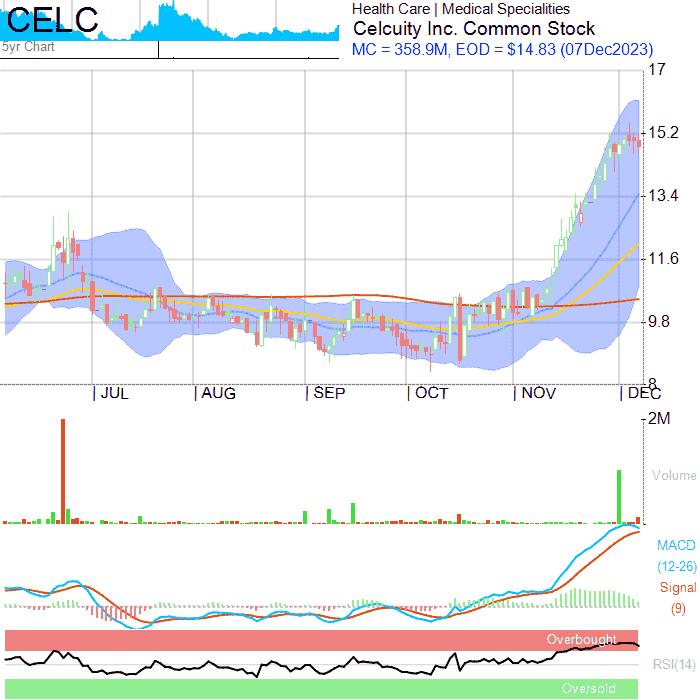 CELC
5yr Chart
Health Care | Medical Specialities
Celcuity Inc. Common Stock
MC = 358.9M, EOD = $14.83 (07Dec2023)
17
15.2
13.4
11.6
9.8
8
JUL AUG SEP OCT NOV DEC
2M
Volume
MACD
(12-26)
Signal
(9)
Overbought
RSI(14)
Oversold